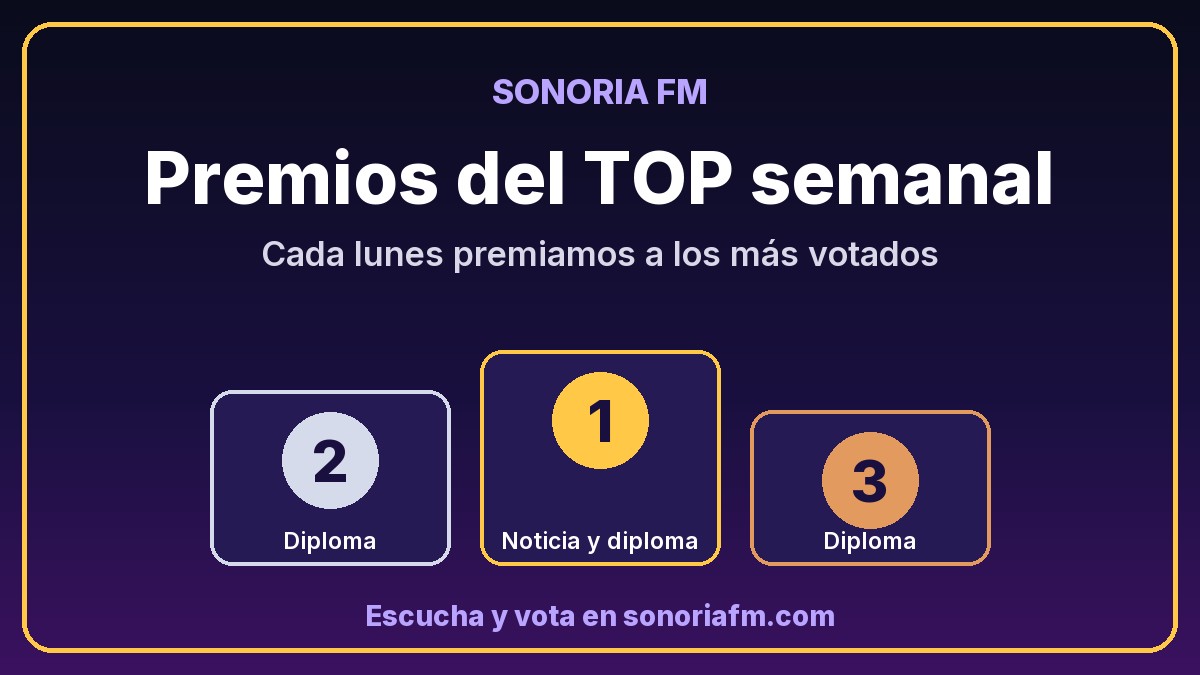 SONORIA FM
Premios del TOP semanal
Cada lunes premiamos a los más votados
2
Diploma
1
Noticia y diploma
3
Diploma
Escucha y vota en sonoriafm.com